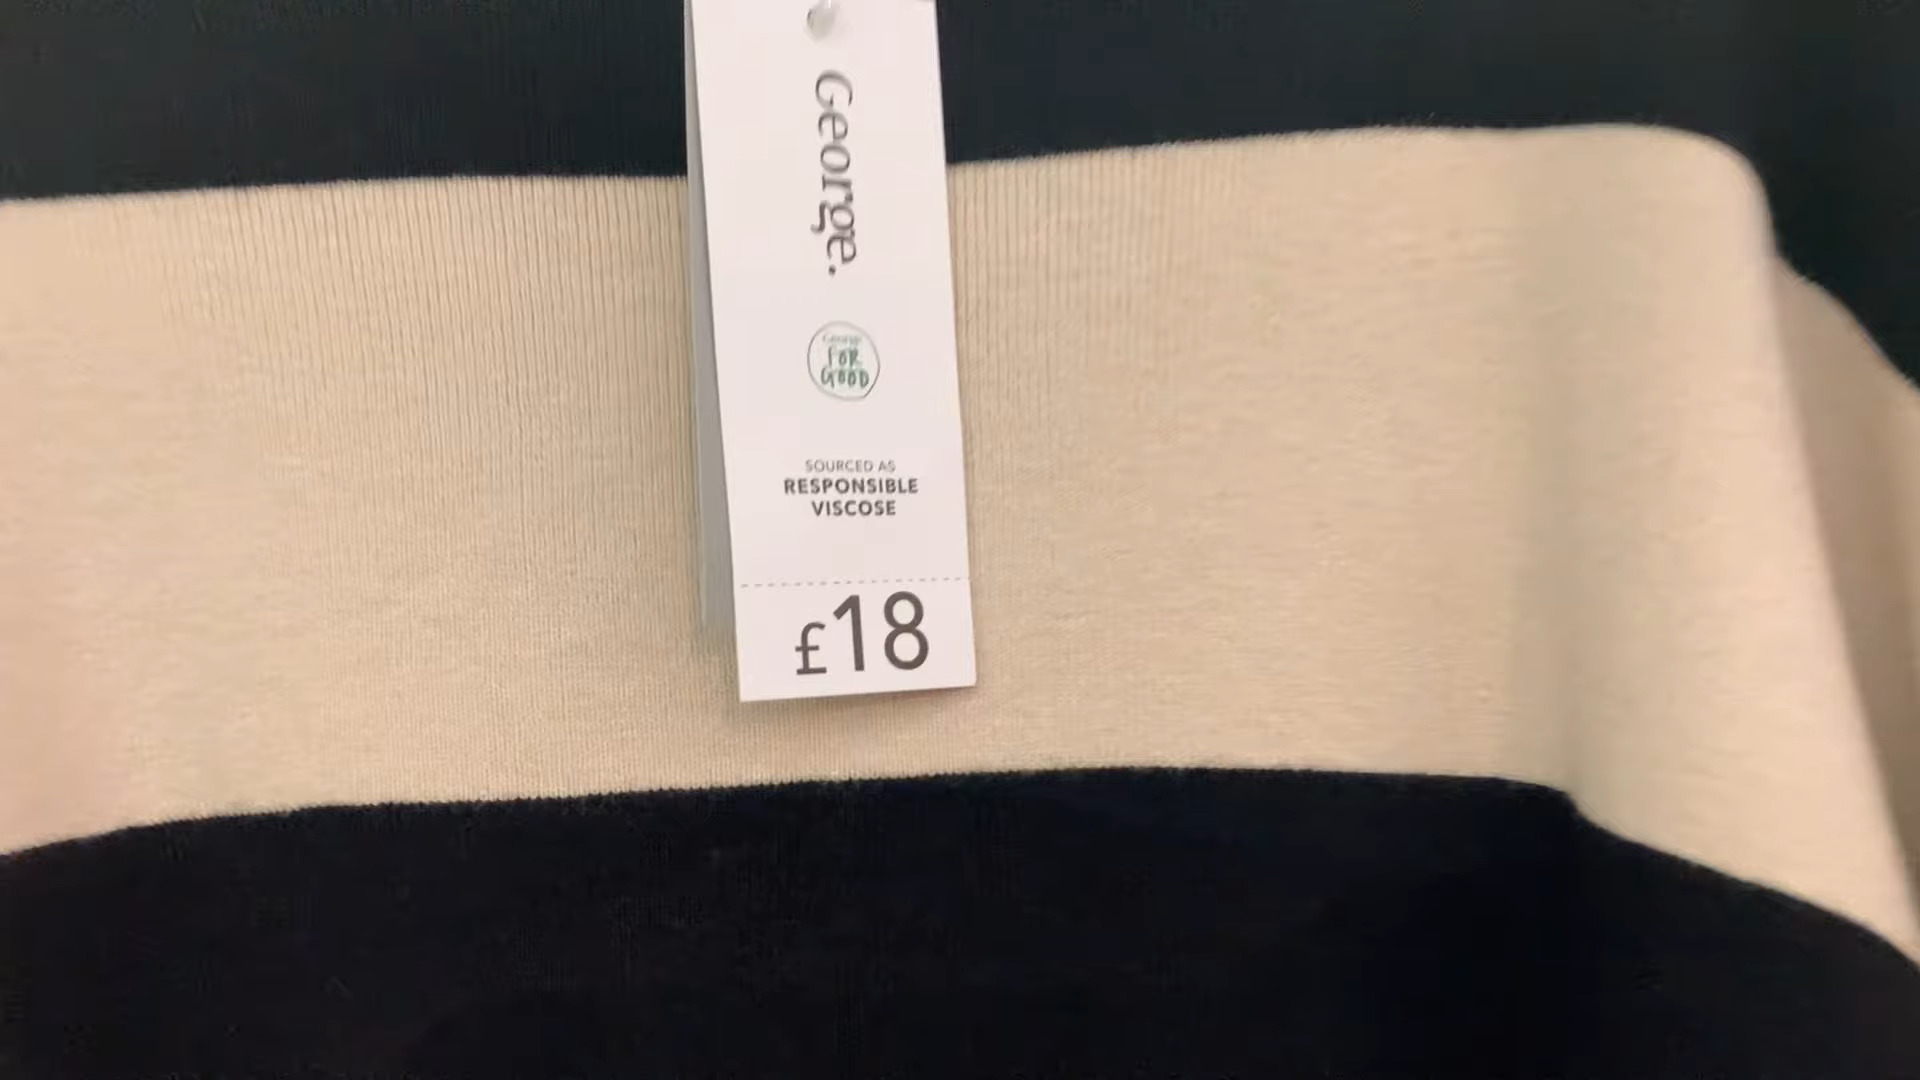 George.
George
FOR
GOOD
SOURCED AS
RESPONSIBLE
VISCOSE
£18